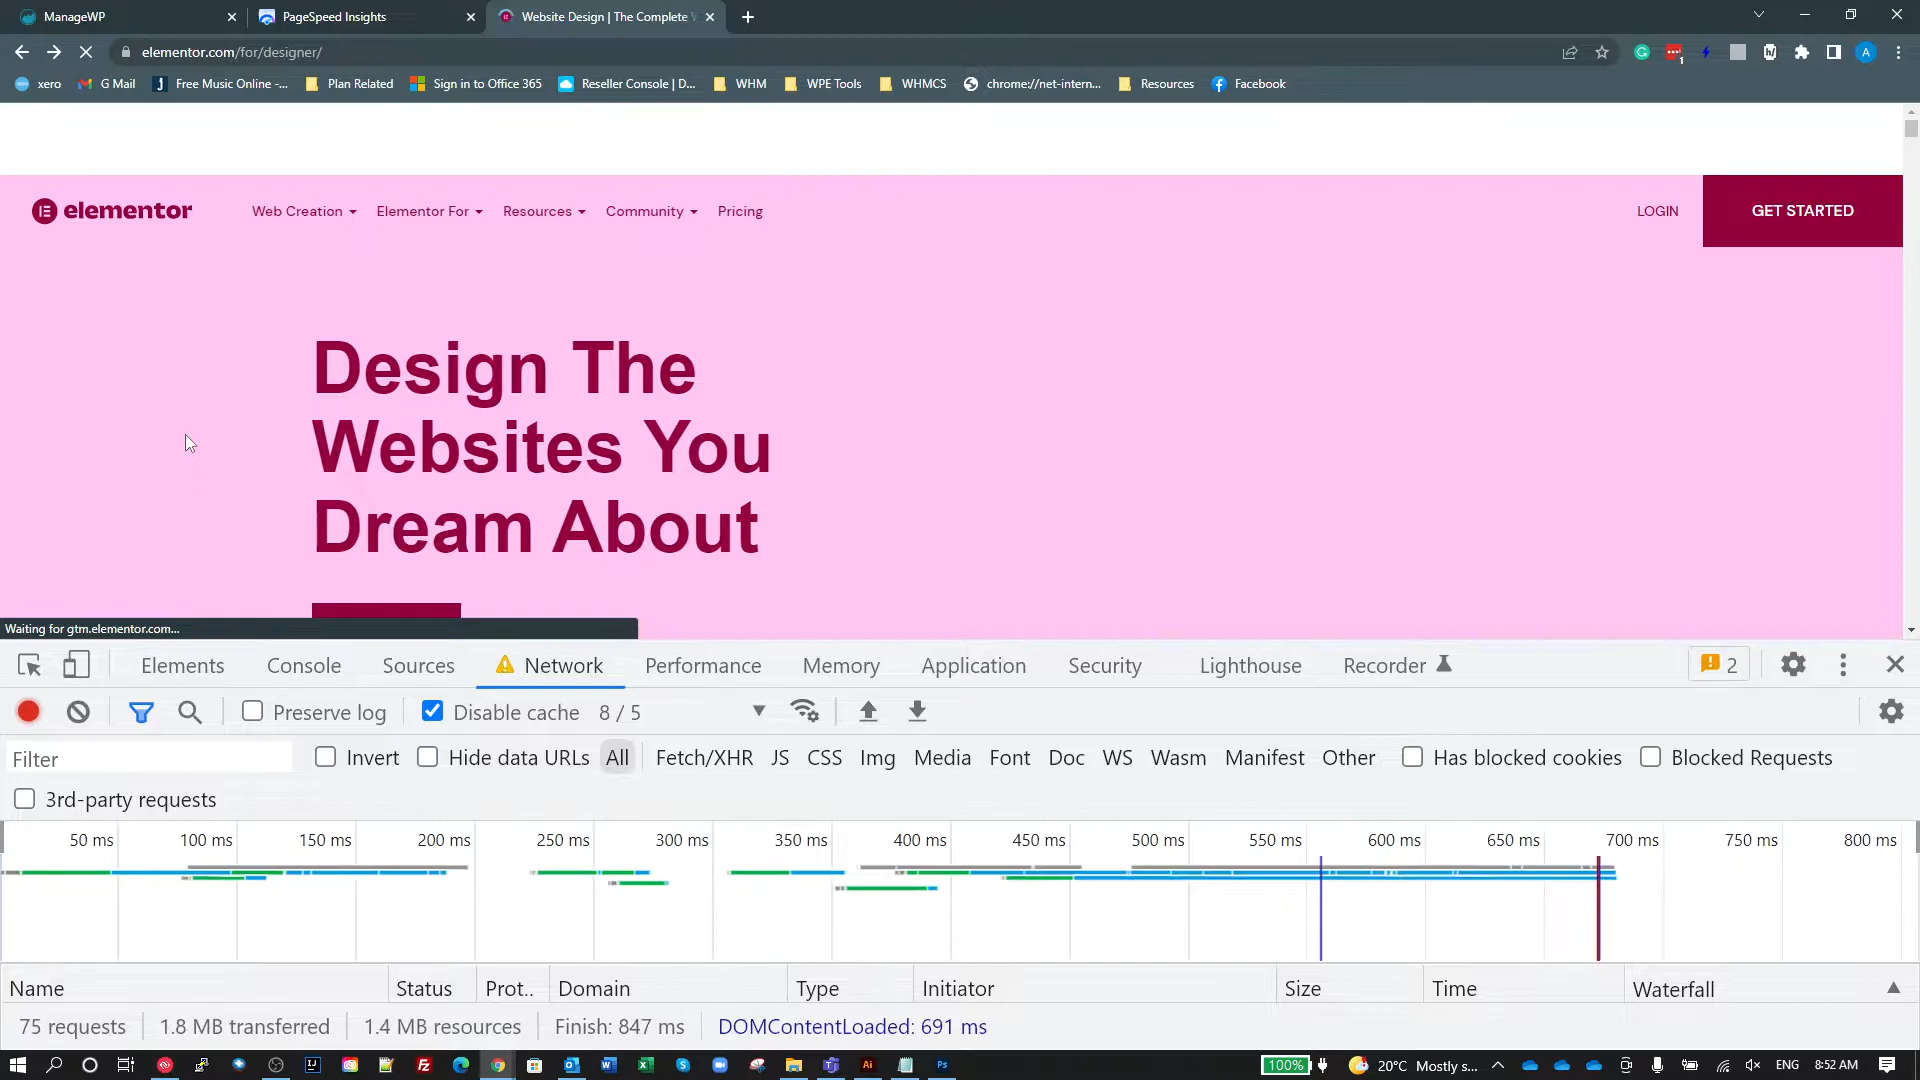 ManageWP
PageSpeed Insights
Website Design | The Complete W
elementor.com/for/designer/
xero
G Mail
Free Music Online -...
Plan Related
Sign in to Office 365
Reseller Console | D...
WHM
WPE Tools
WHMCS
chrome://net-intern...
Resources
Facebook
elementor
Web Creation
Elementor For
Resources
Community
Pricing
LOGIN
GET STARTED
Design The
Websites You
Dream About
Waiting for gtm.elementor.com...
Elements
Console
Sources
Network
Performance
Memory
Application
Security
Lighthouse
Recorder
2
Preserve log
Disable cache
8 / 5
Filter
Invert
Hide data URLs
All
Fetch/XHR
JS
CSS
Img
Media
Font
Doc
WS
Wasm
Manifest
Other
Has blocked cookies
Blocked Requests
3rd-party requests
50 ms
100 ms
150 ms
200 ms
250 ms
300 ms
350 ms
400 ms
450 ms
500 ms
550 ms
600 ms
650 ms
700 ms
750 ms
800 ms
Name
Status
Prot..
Domain
Type
Initiator
Size
Time
Waterfall
75 requests
1.8 MB transferred
1.4 MB resources
Finish: 847 ms
DOMContentLoaded: 691 ms
100%
20°C Mostly s...
ENG
8:52 AM